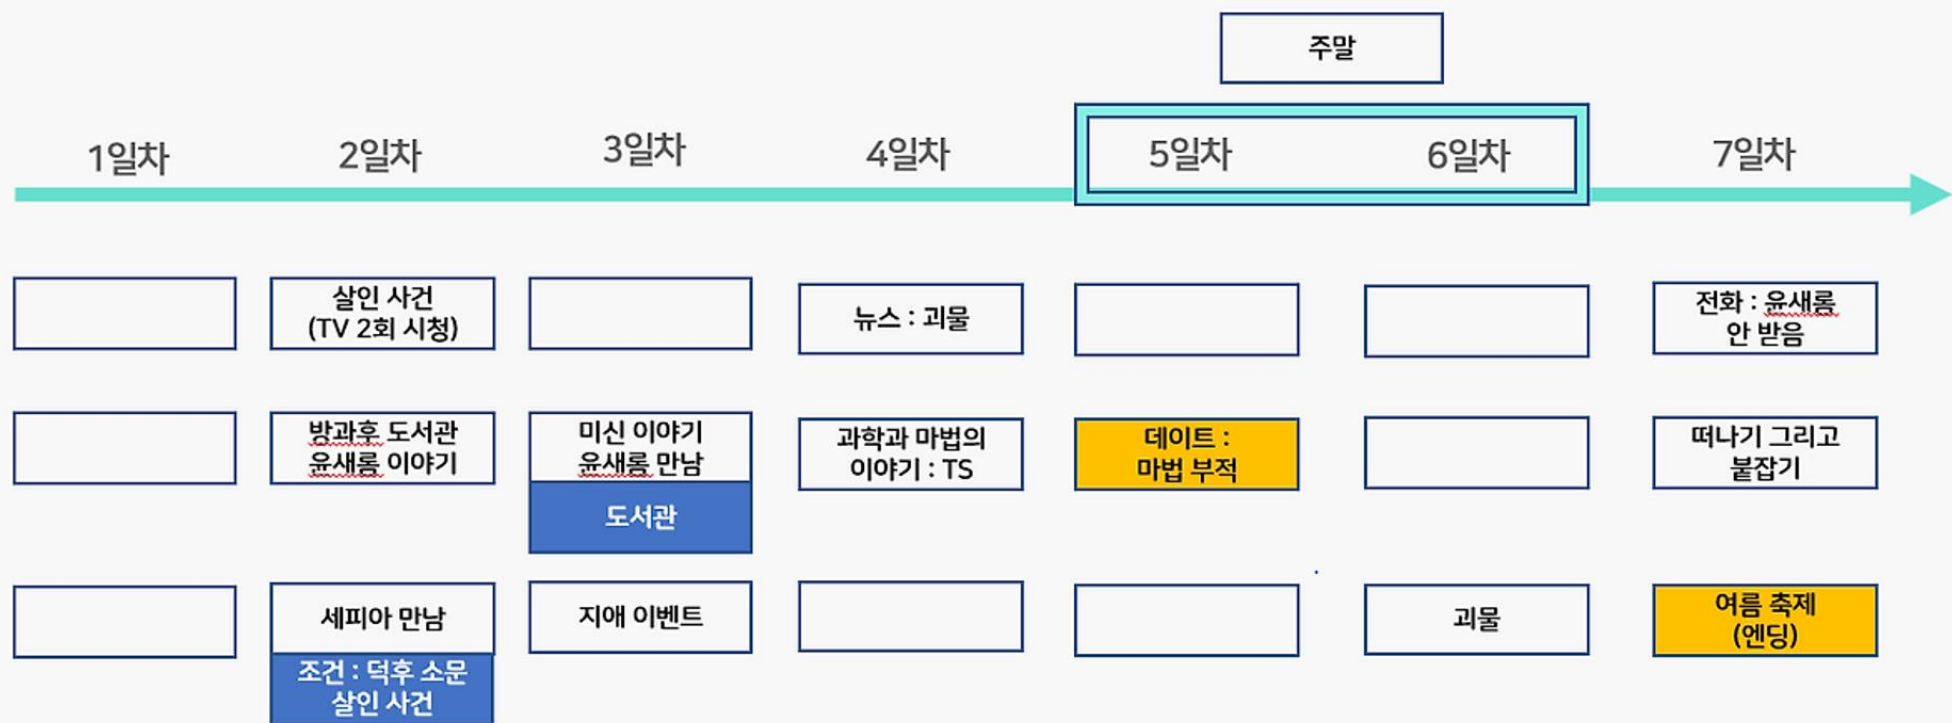 주말
1일차
2일차
3일차
4일차
5일차
6일차
7일차
살인 사건
(TV 2회 시청)
뉴스 : 괴물
전화 : 윤새롬
안 받음
방과후 도서관
윤새롬 이야기
미신 이야기
윤새롬 만남
도서관
과학과 마법의
이야기 : TS
데이트 :
마법 부적
떠나기 그리고
붙잡기
세피아 만남
조건 : 덕후 소문
살인 사건
지애 이벤트
괴물
여름 축제
(엔딩)